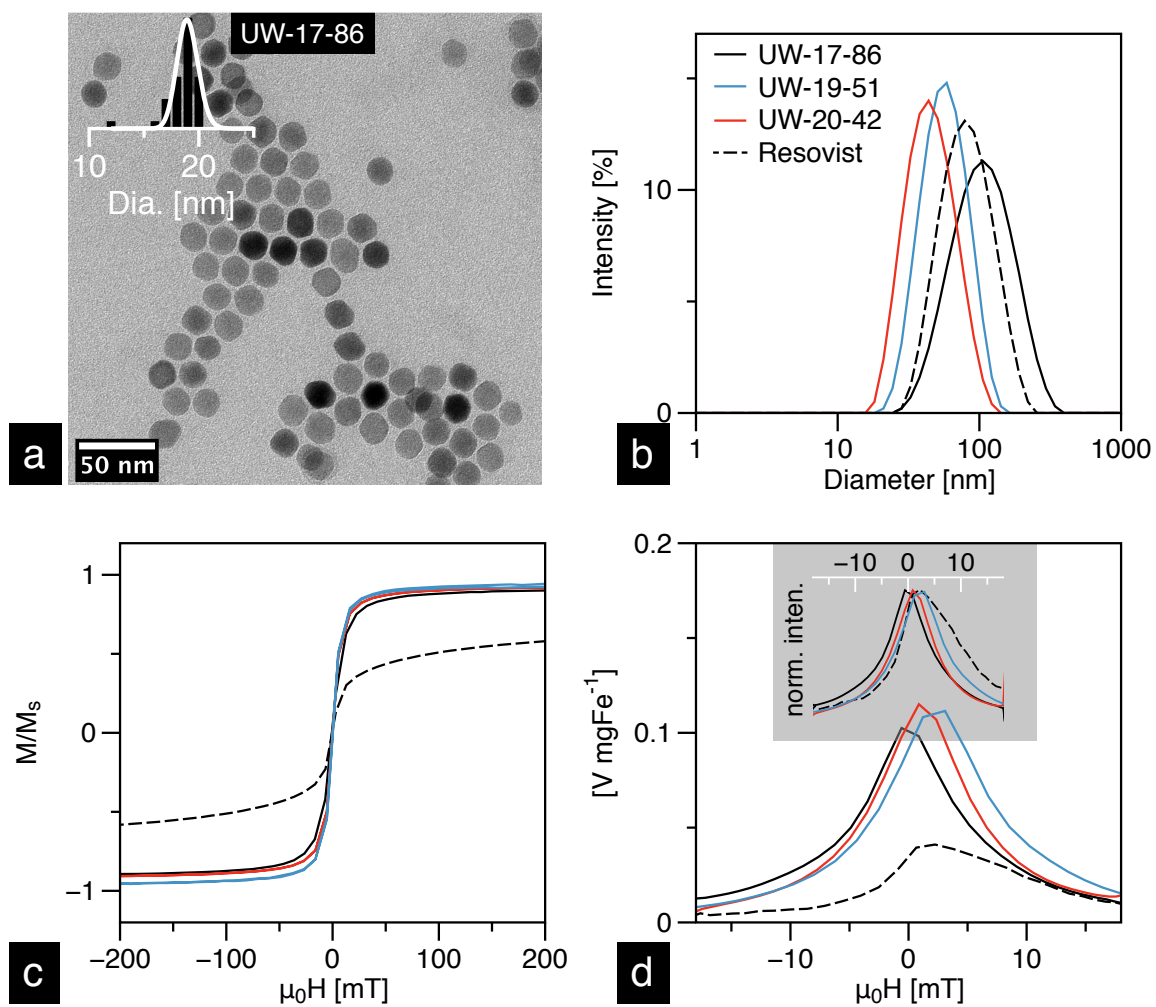 UW-17-86
10 20
Dia. [nm]
50 nm
a
UW-17-86
UW-19-51
UW-20-42
Resovist
10
0
Intensity [%]
1 10 100 1000
Diameter [nm]
b
1
0
−1
M/Mₛ
−200 −100 0 100 200
µ₀H [mT]
c
0.2
0.1
0
[V mgFe⁻¹]
−10 0 10
norm. inten.
−10 0 10
µ₀H [mT]
d